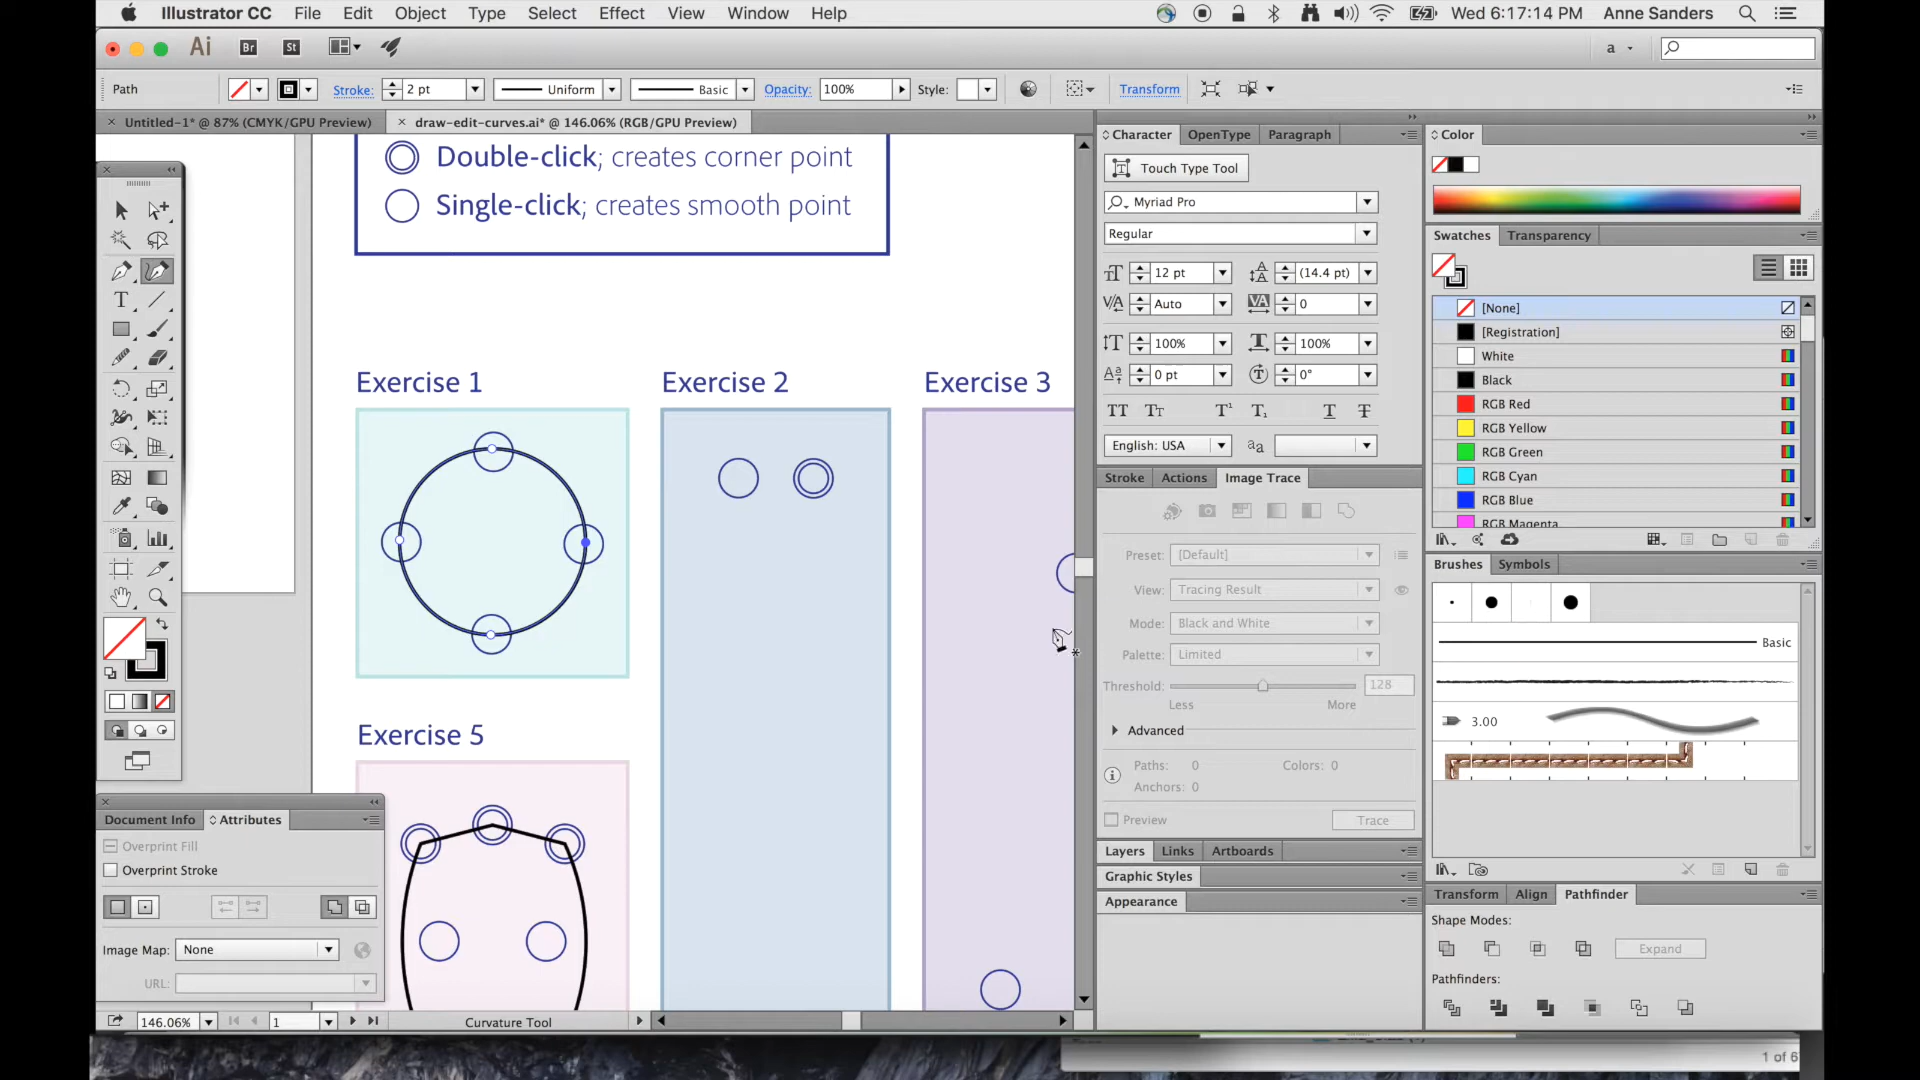 Illustrator CC File Edit Object Type Select Effect View Window Help Wed 6:17:14 PM Anne Sanders
Ai Br St a
Path Stroke: 2 pt Uniform Basic Opacity: 100% Style: Transform
× Untitled-1* @ 87% (CMYK/GPU Preview) × draw-edit-curves.ai* @ 146.06% (RGB/GPU Preview)
Double-click; creates corner point
Single-click; creates smooth point
Exercise 1 Exercise 2 Exercise 3
Exercise 5
Document Info Attributes
Overprint Fill
Overprint Stroke
Image Map: None
URL:
146.06% 1 Curvature Tool
Character OpenType Paragraph
Touch Type Tool
Myriad Pro
Regular
12 pt (14.4 pt)
Auto 0
100% 100%
0 pt 0°
English: USA
Stroke Actions Image Trace
Preset: [Default]
View: Tracing Result
Mode: Black and White
Palette: Limited
Threshold: 128
Less More
Advanced
Paths: 0 Colors: 0
Anchors: 0
Preview Trace
Layers Links Artboards
Graphic Styles
Appearance
Color
Swatches Transparency
[None]
[Registration]
White
Black
RGB Red
RGB Yellow
RGB Green
RGB Cyan
RGB Blue
RGB Magenta
Brushes Symbols
Basic
3.00
Transform Align Pathfinder
Shape Modes:
Expand
Pathfinders:
1 of 6